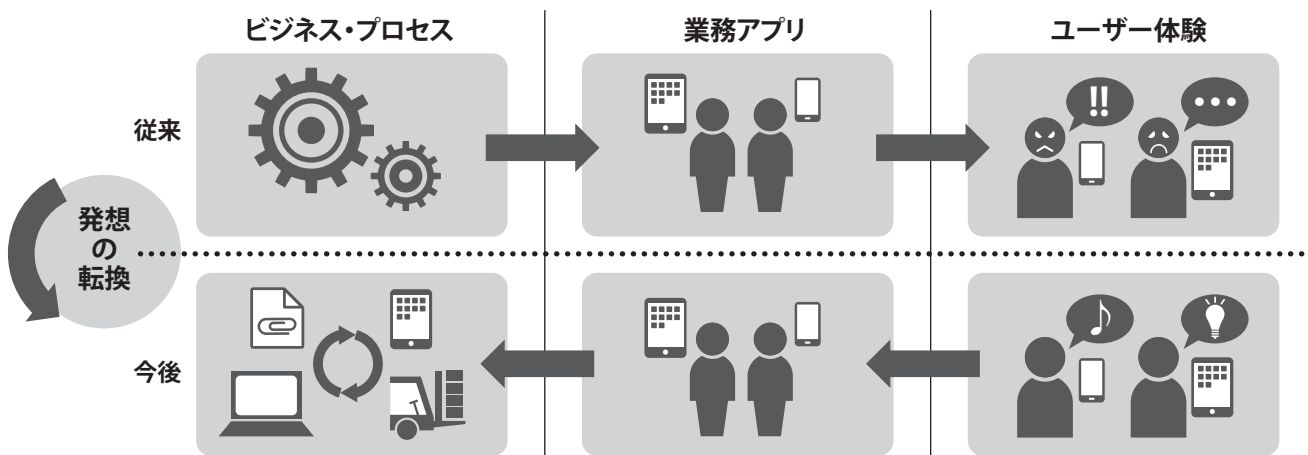 ビジネス・プロセス
業務アプリ
ユーザー体験
従来
!!
発想
の
転換
今後